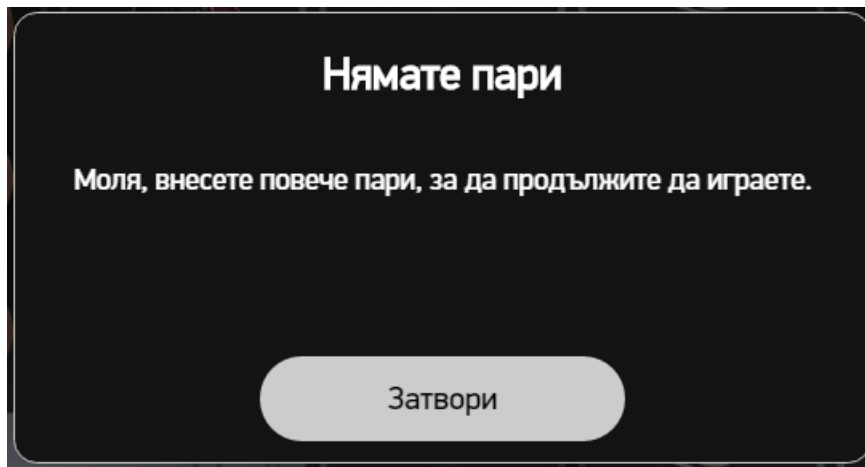 Нямате пари
Моля, внесете повече пари, за да продължите да играете.
Затвори